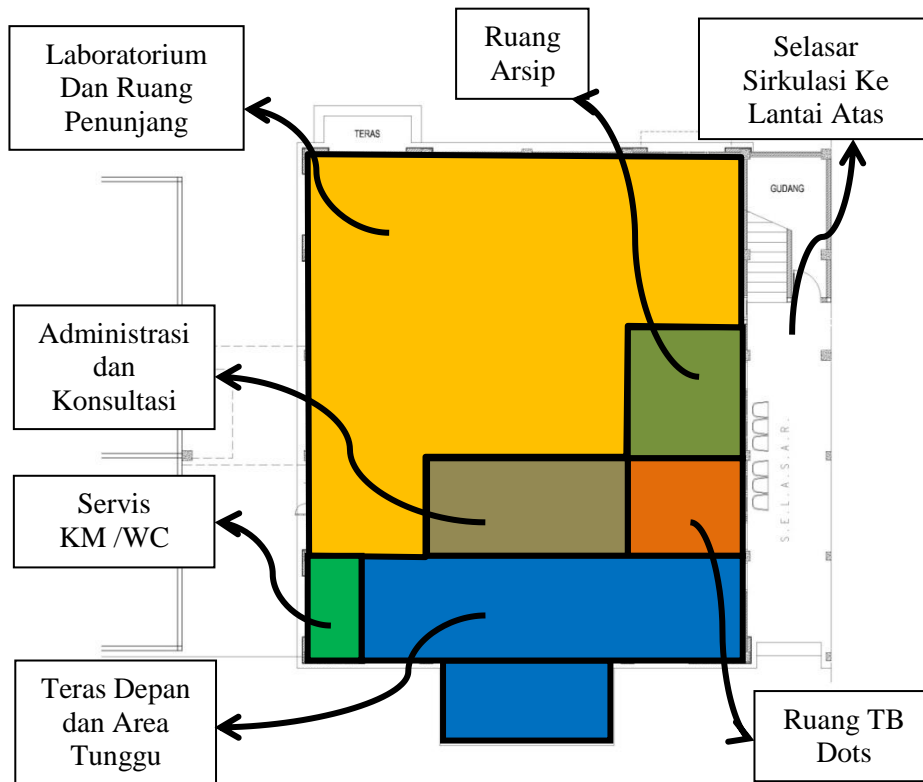 Laboratorium
Dan Ruang
Penunjang
Ruang
Arsip
Selasar
Sirkulasi Ke
Lantai Atas
TERAS
GUDANG
Administrasi
dan
Konsultasi
S.E.L.A.S.A.R.
Servis
KM /WC
Teras Depan
dan Area
Tunggu
Ruang TB
Dots